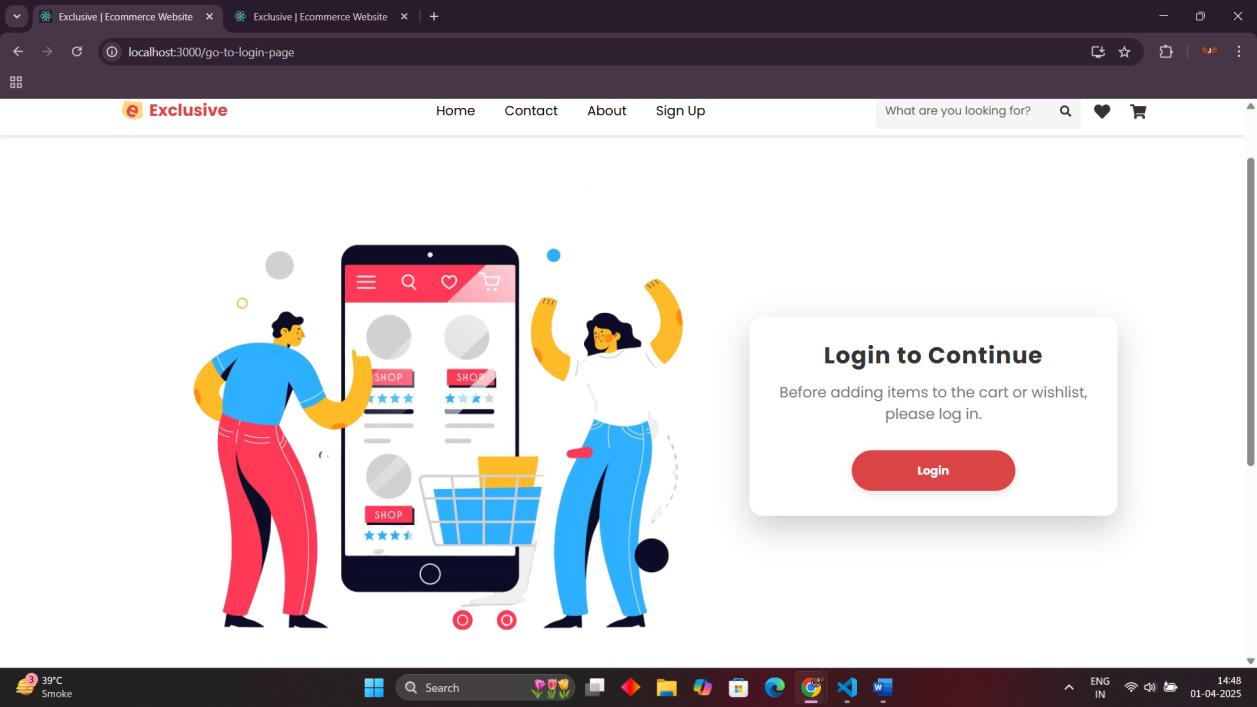 Exclusive | Ecommerce Website
Exclusive | Ecommerce Website
localhost:3000/go-to-login-page
Exclusive
Home
Contact
About
Sign Up
What are you looking for?
SHOP
SHOP
SHOP
Login to Continue
Before adding items to the cart or wishlist,
please log in.
Login
3
39°C
Smoke
Search
ENG
IN
14:48
01-04-2025